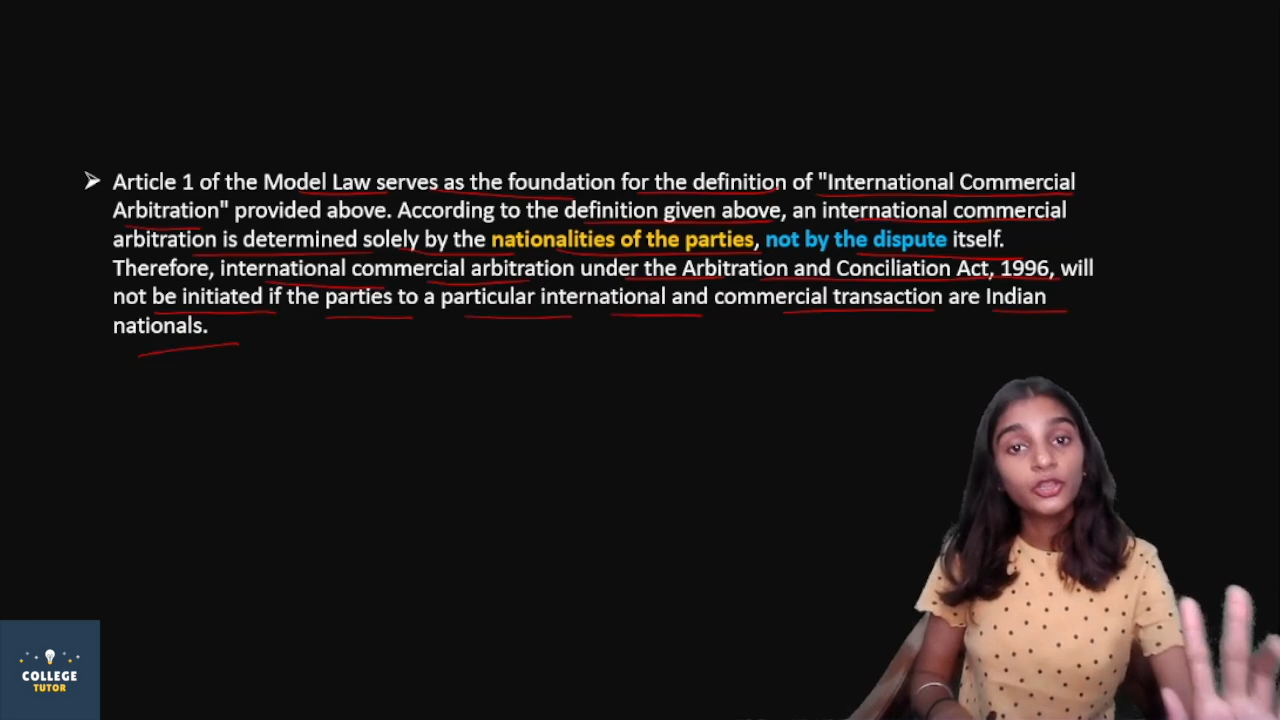 ➤ Article 1 of the Model Law serves as the foundation for the definition of "International Commercial
Arbitration" provided above. According to the definition given above, an international commercial
arbitration is determined solely by the nationalities of the parties, not by the dispute itself.
Therefore, international commercial arbitration under the Arbitration and Conciliation Act, 1996, will
not be initiated if the parties to a particular international and commercial transaction are Indian
nationals.
COLLEGE
TUTOR